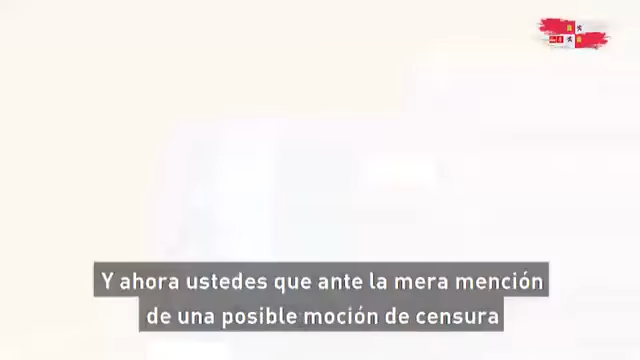 Y ahora ustedes que ante la mera mención
de una posible moción de censura